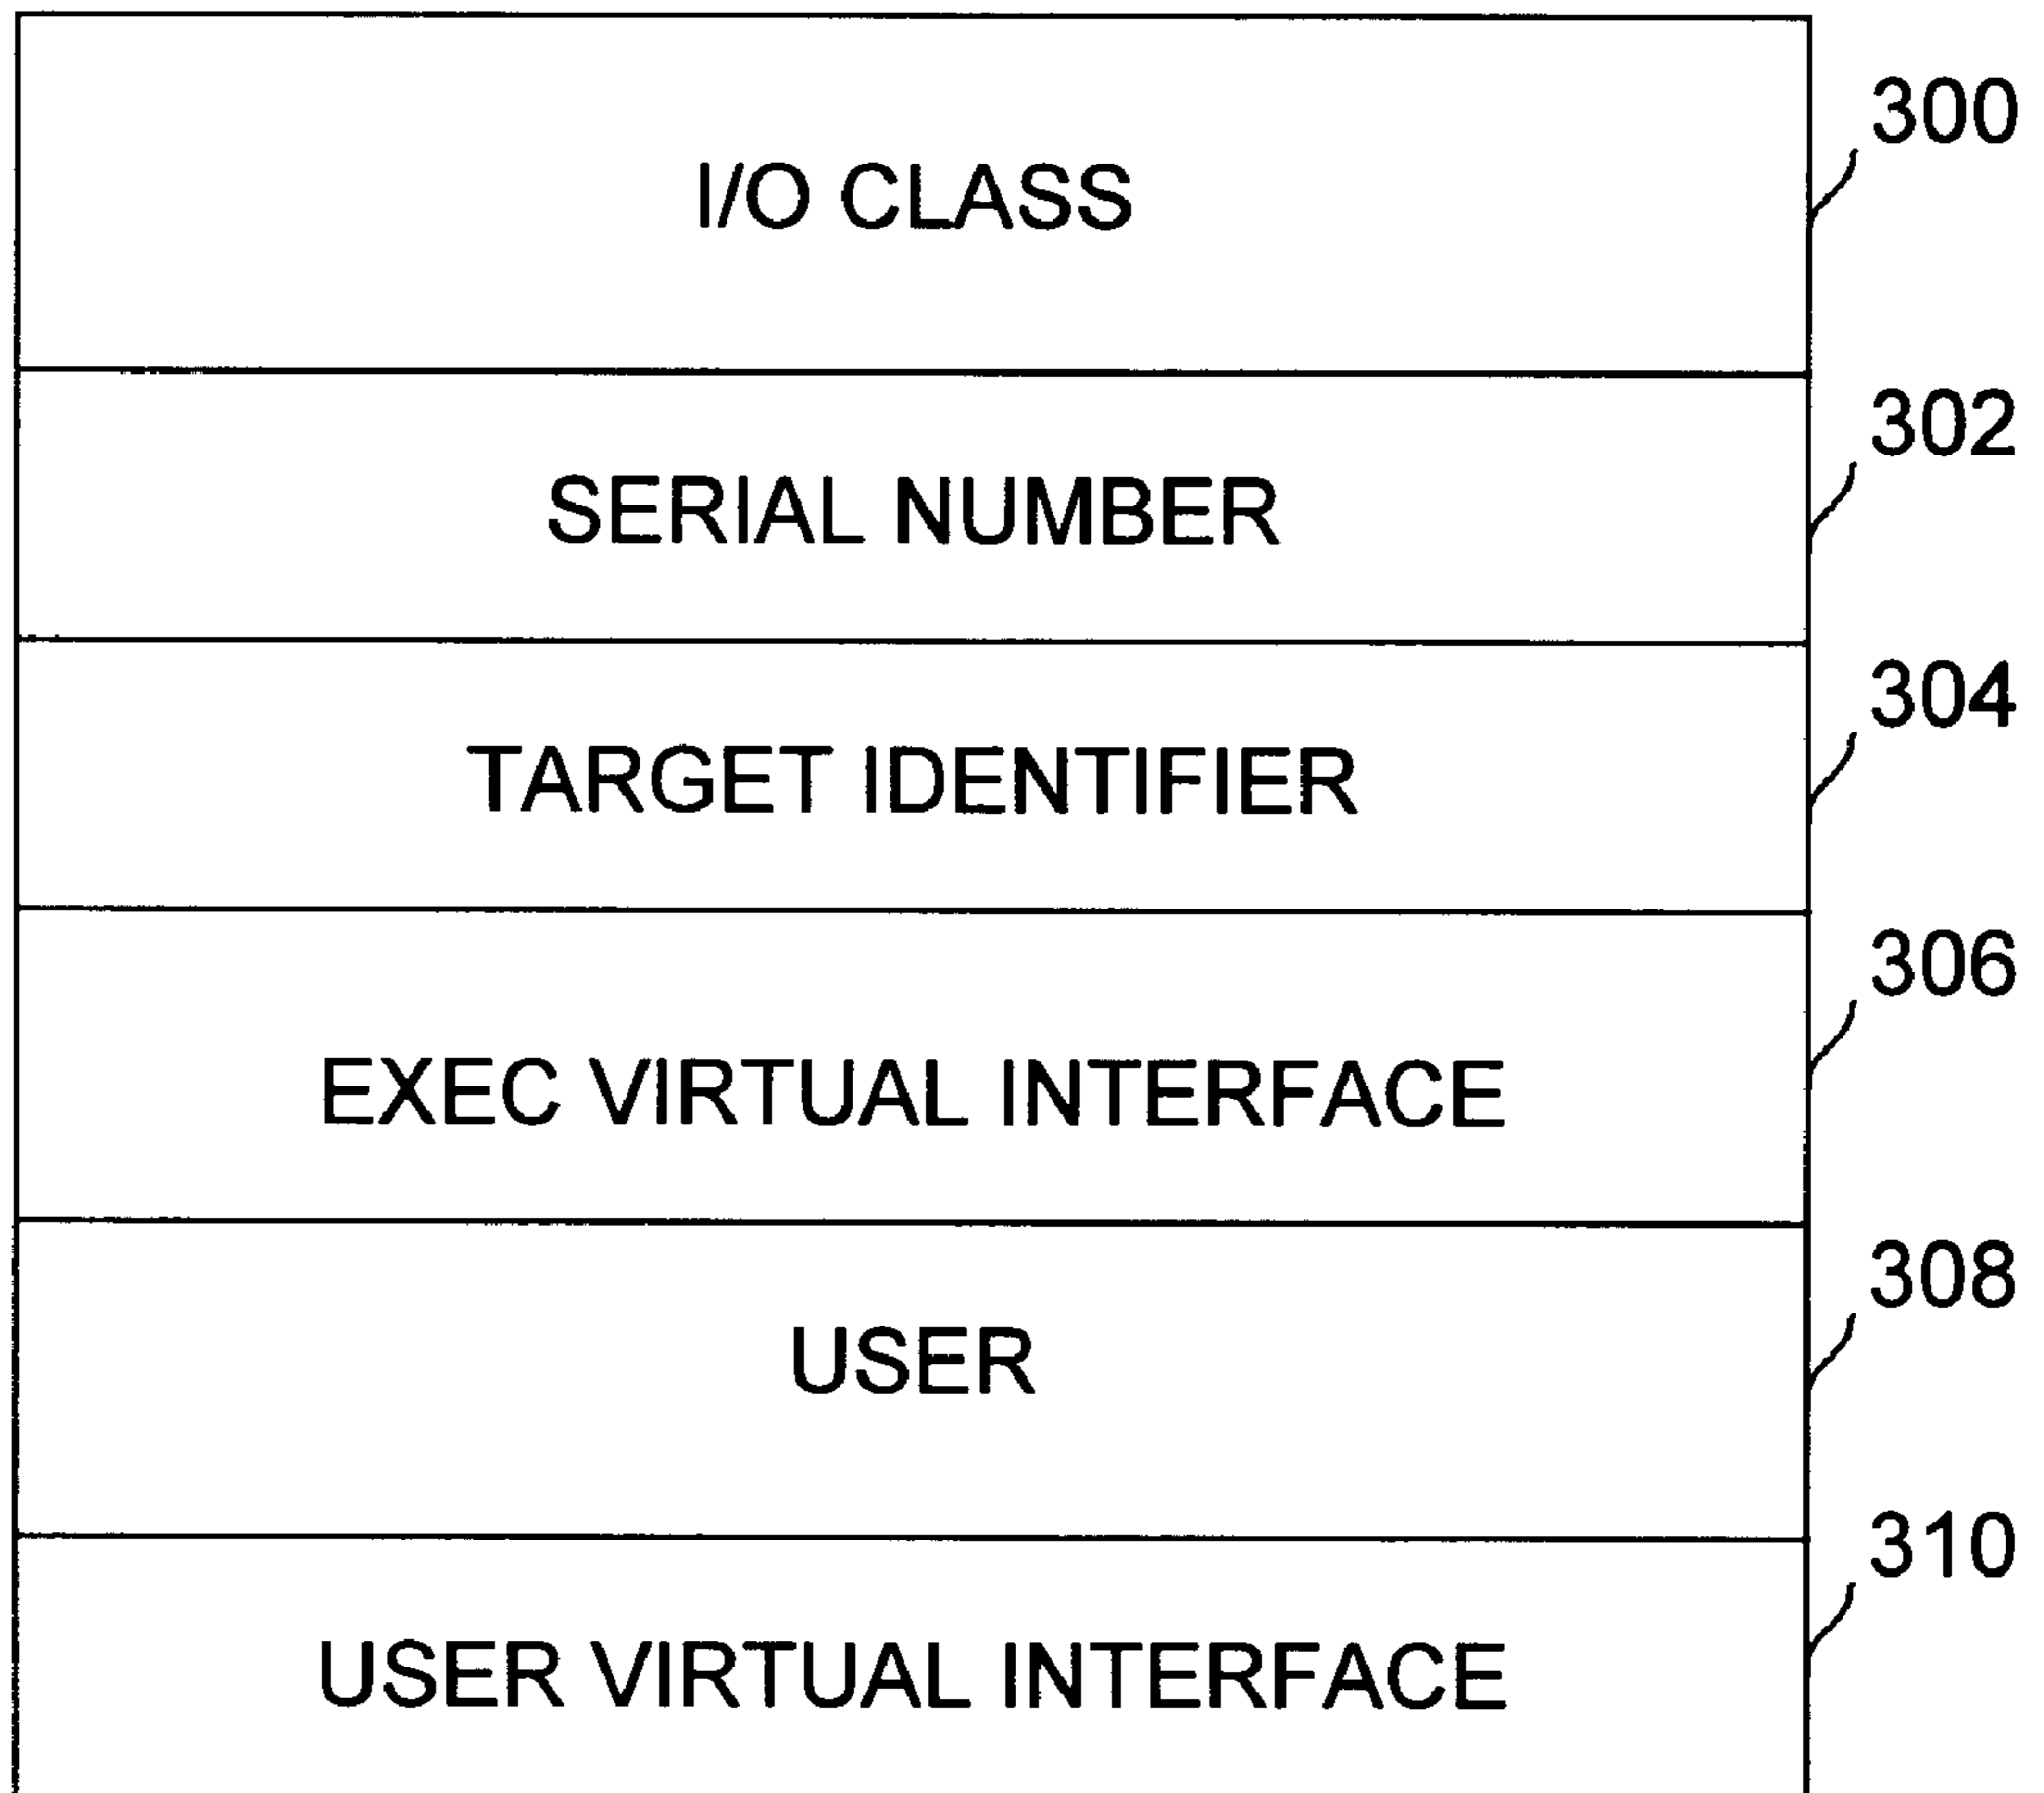 300
I/O CLASS
302
SERIAL NUMBER
304
TARGET IDENTIFIER
306
EXEC VIRTUAL INTERFACE
308
USER
310
USER VIRTUAL INTERFACE